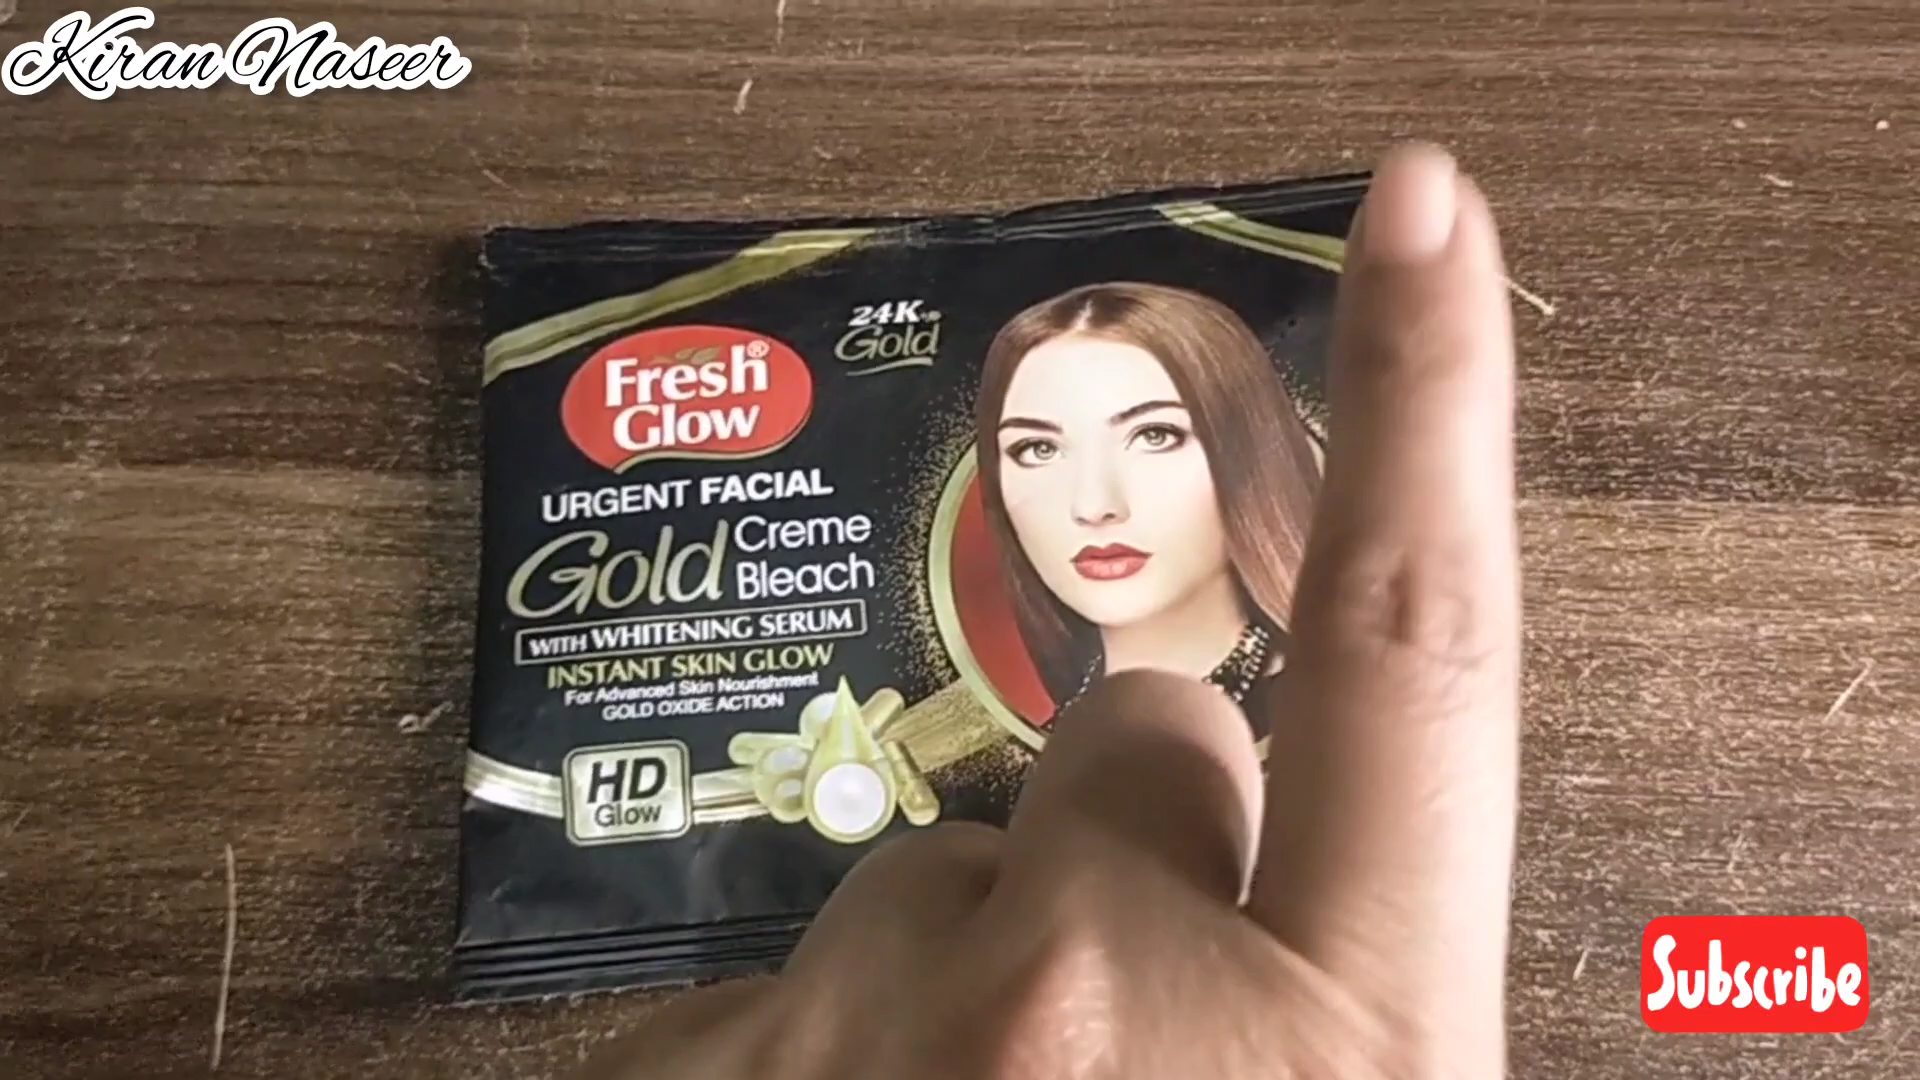 Kiran Naseer
24K
Gold
Fresh®
Glow
URGENT FACIAL
Gold Creme
Bleach
WITH WHITENING SERUM
INSTANT SKIN GLOW
For Advanced Skin Nourishment
GOLD OXIDE ACTION
HD
Glow
Subscribe